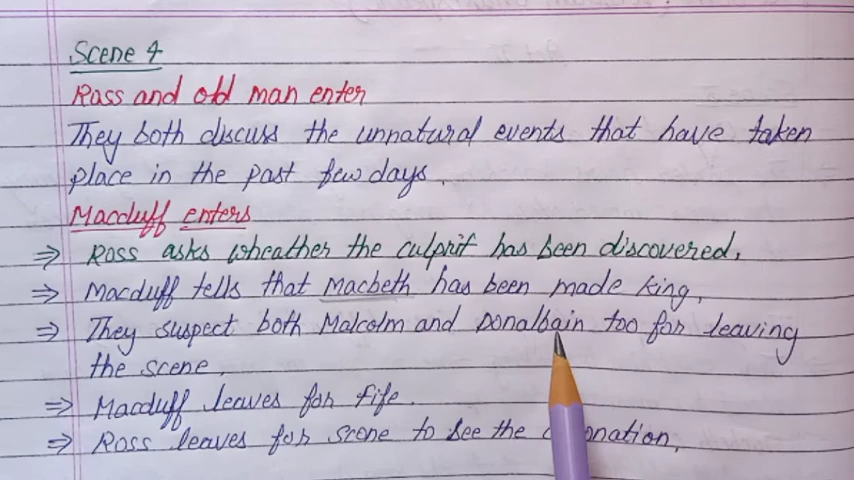 Scene 4
Ross and old man enter
They both discuss the unnatural events that have taken
place in the past few days.
Macduff enters
⇒ Ross asks wheather the culprit has been discovered.
⇒ Macduff tells that Macbeth has been made king.
⇒ They suspect both Malcolm and Donalbain too for leaving
the scene.
⇒ Macduff leaves for fife.
⇒ Ross leaves for scone to see the